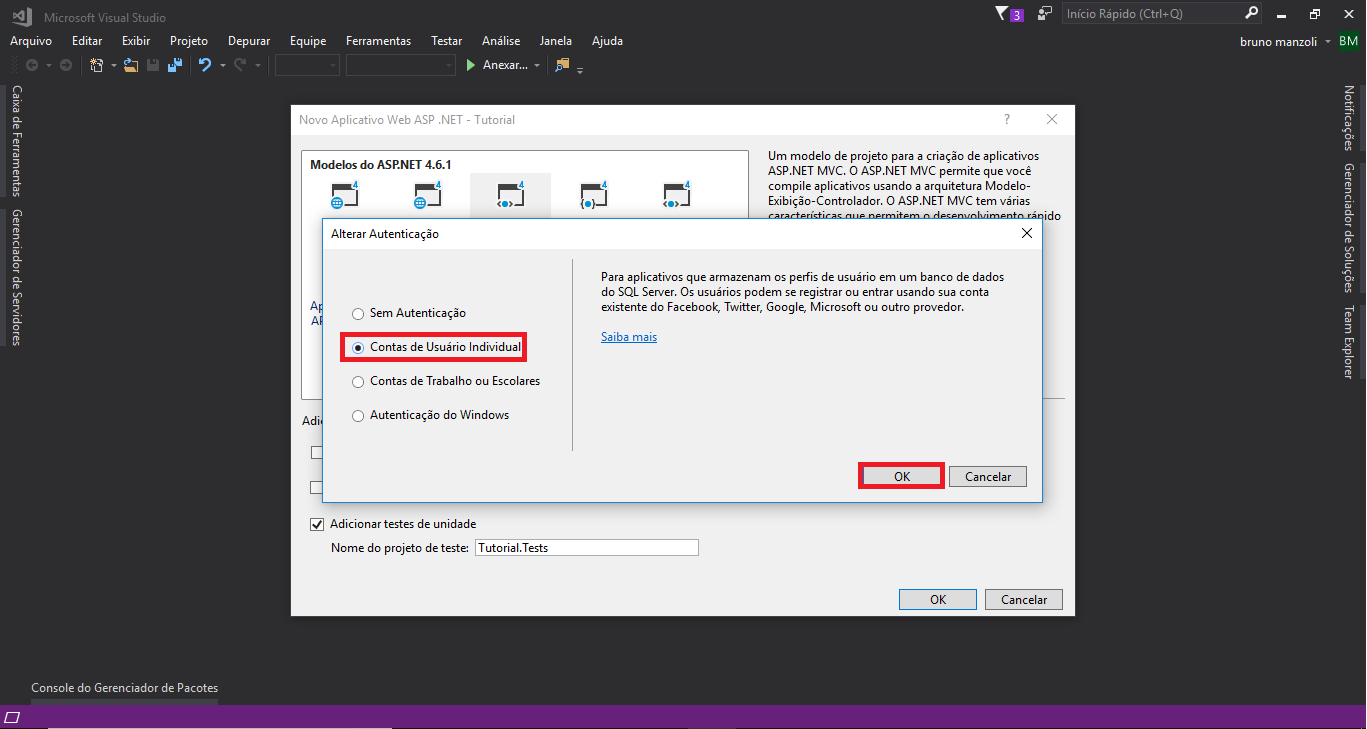 Microsoft Visual Studio
3
Início Rápido (Ctrl+Q)
Arquivo Editar Exibir Projeto Depurar Equipe Ferramentas Testar Análise Janela Ajuda
bruno manzoli BM
Anexar...
Caixa de Ferramentas
Gerenciador de Servidores
Notificações
Gerenciador de Soluções
Team Explorer
Novo Aplicativo Web ASP .NET - Tutorial
?
Modelos do ASP.NET 4.6.1
4 4 4 4 4
Um modelo de projeto para a criação de aplicativos
ASP.NET MVC. O ASP.NET MVC permite que você
compile aplicativos usando a arquitetura Modelo-
Exibição-Controlador. O ASP.NET MVC tem várias
características que permitem o desenvolvimento rápido
Alterar Autenticação
Sem Autenticação
Contas de Usuário Individual
Contas de Trabalho ou Escolares
Autenticação do Windows
Para aplicativos que armazenam os perfis de usuário em um banco de dados
do SQL Server. Os usuários podem se registrar ou entrar usando sua conta
existente do Facebook, Twitter, Google, Microsoft ou outro provedor.
Saiba mais
OK Cancelar
Adicionar testes de unidade
Nome do projeto de teste: Tutorial.Tests
OK Cancelar
Console do Gerenciador de Pacotes